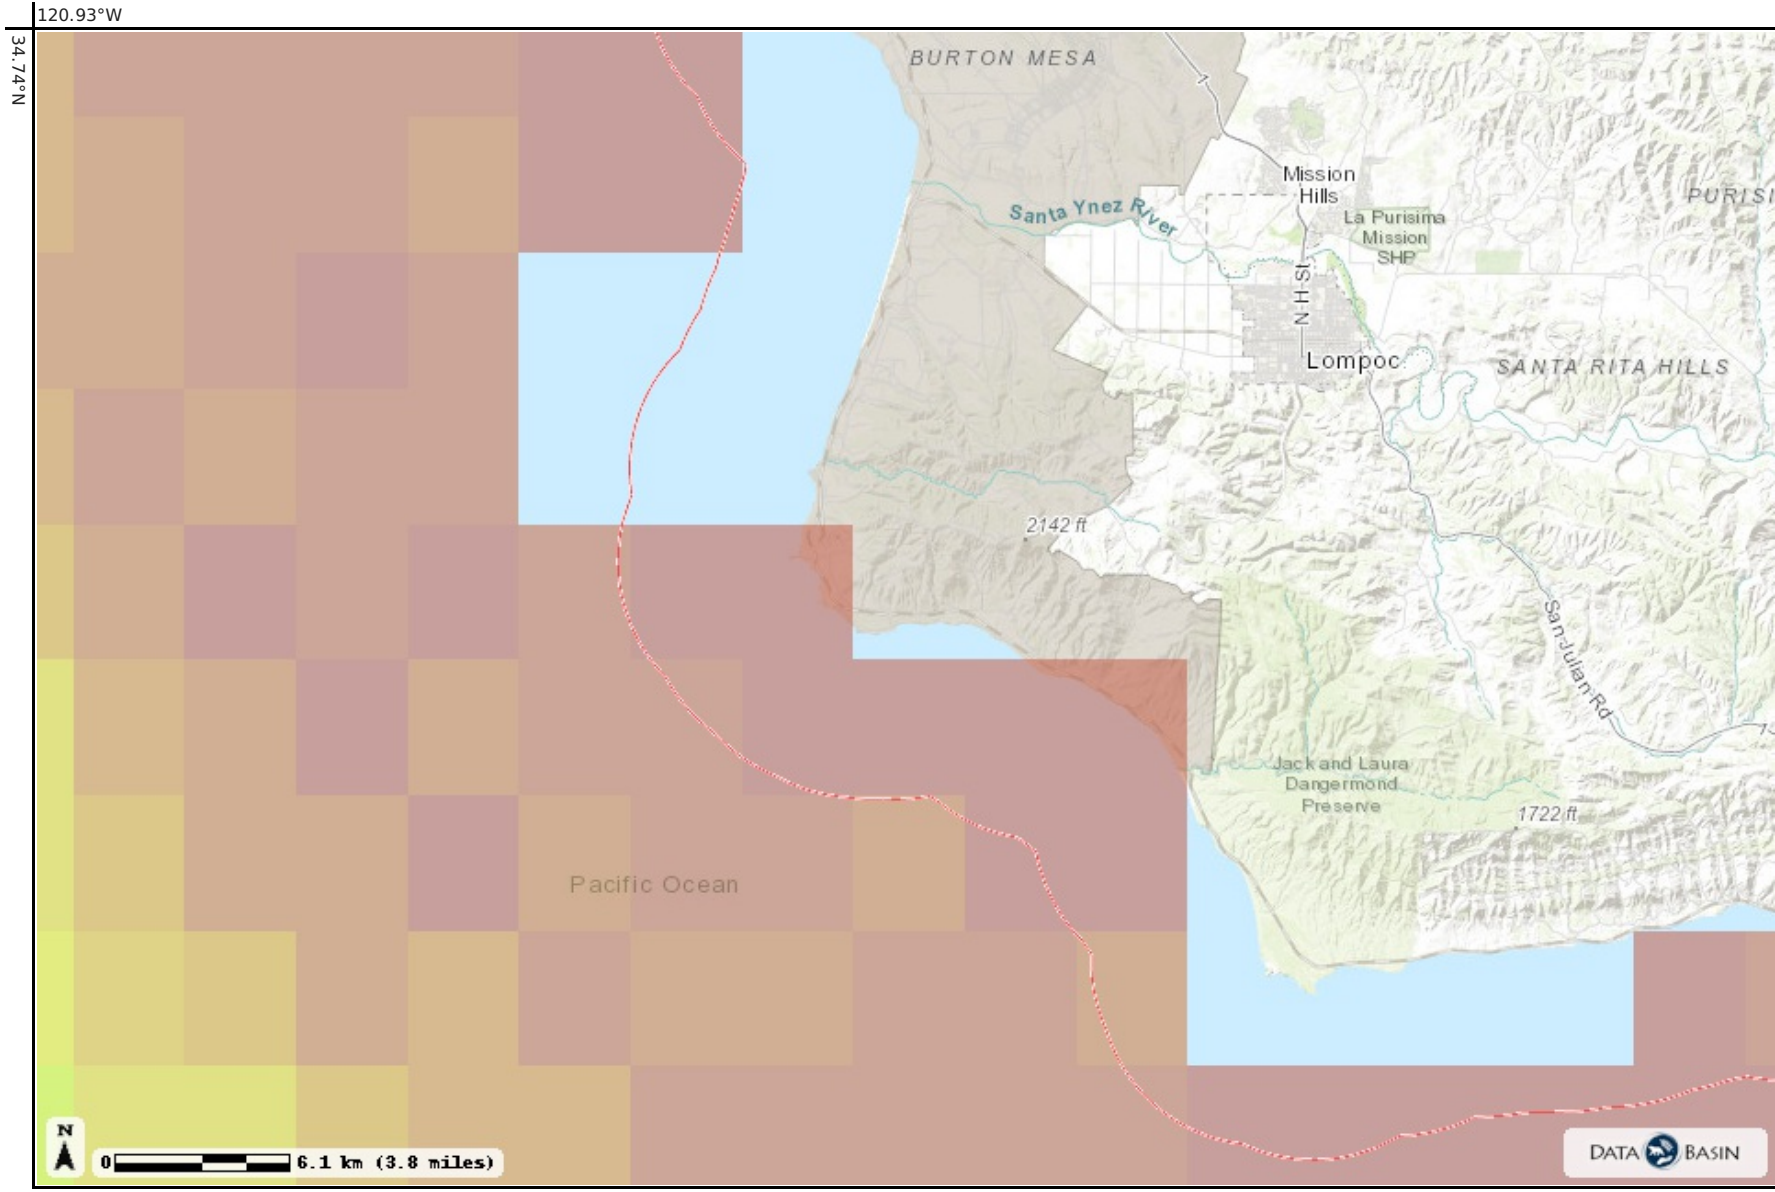 120.93°W
34.74°N
BURTON MESA
1
Mission
Hills
Santa Ynez River
La Purisima
Mission
SHP
PURISI
N H St
Lompoc
SANTA RITA HILLS
2142 ft
San Julian Rd
1
Jack and Laura
Dangermond
Preserve
1722 ft
Pacific Ocean
N
0 6.1 km (3.8 miles)
DATA BASIN